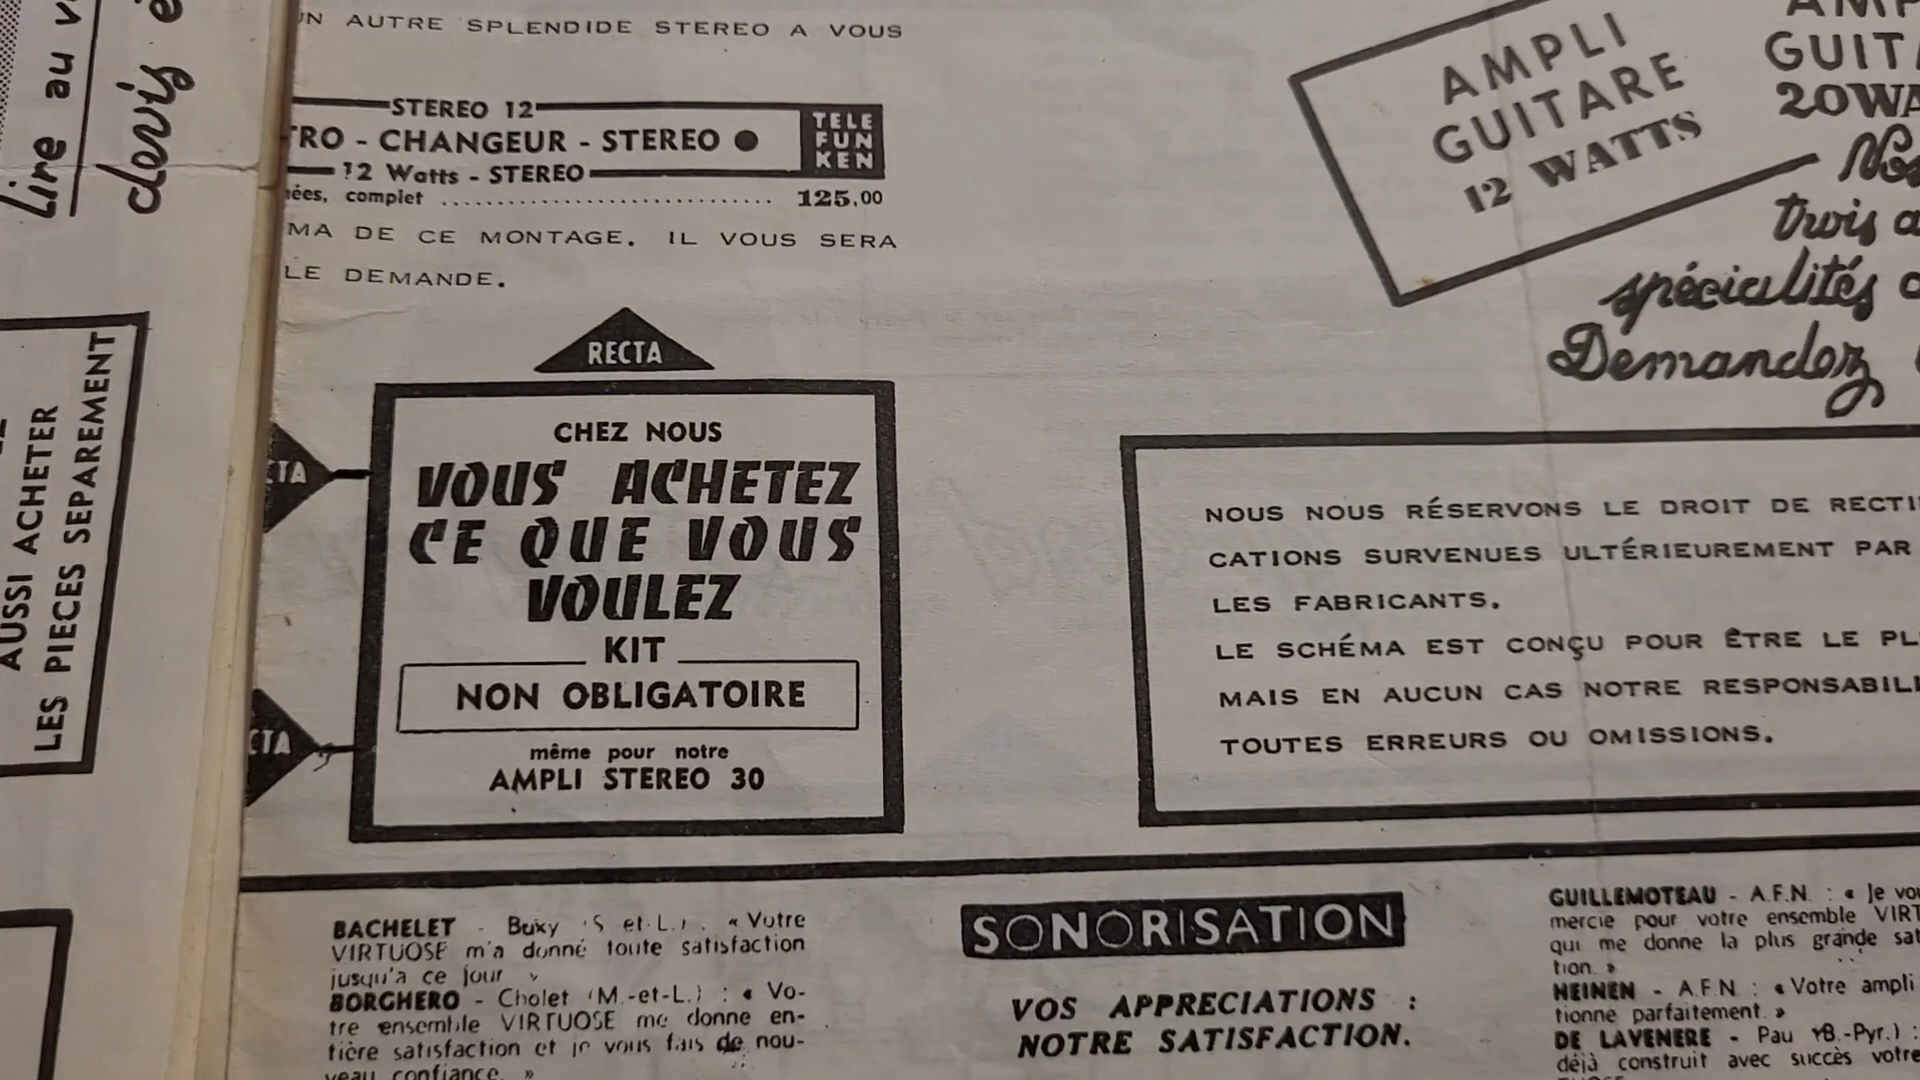 Lire au
devis
AUSSI ACHETER
LES PIECES SEPAREMENT
UN AUTRE SPLENDIDE STEREO A VOUS
STEREO 12
TRO - CHANGEUR - STEREO ●
TELE
FUN
KEN
12 Watts - STEREO
ées, complet .............................. 125,00
MA DE CE MONTAGE. IL VOUS SERA
LE DEMANDE.
RECTA
CTA
CTA
CHEZ NOUS
VOUS ACHETEZ
CE QUE VOUS
VOULEZ
KIT
NON OBLIGATOIRE
même pour notre
AMPLI STEREO 30
AMPLI
GUITARE
12 WATTS
AMP
GUIT
20WA
Nos
trois
spécialités
Demandez
NOUS NOUS RÉSERVONS LE DROIT DE RECTI
CATIONS SURVENUES ULTÉRIEUREMENT PAR
LES FABRICANTS.
LE SCHÉMA EST CONÇU POUR ÊTRE LE PL
MAIS EN AUCUN CAS NOTRE RESPONSABILI
TOUTES ERREURS OU OMISSIONS.
BACHELET - Buxy (S et-L.) . « Votre
VIRTUOSE m'a donné toute satisfaction
jusqu'a ce jour »
BORGHERO - Cholet (M.-et-L.) : « Vo-
tre ensemble VIRTUOSE me donne en-
tière satisfaction et je vous fais de nou-
veau confiance. »
SONORISATION
VOS APPRECIATIONS :
NOTRE SATISFACTION.
GUILLEMOTEAU - A.F.N. : « Je vou
mercie pour votre ensemble VIRT
qui me donne la plus grande sat
tion. »
HEINEN - A.F.N. : « Votre ampli
tionne parfaitement. »
DE LAVENERE - Pau (B.-Pyr.) :
déjà construit avec succès votre